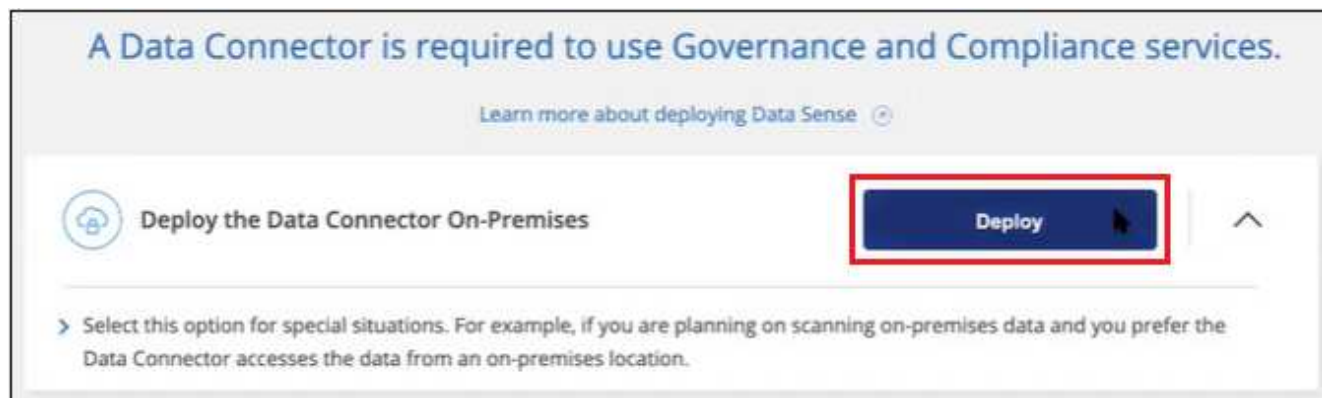 A Data Connector is required to use Governance and Compliance services.
Learn more about deploying Data Sense
Deploy the Data Connector On-Premises
Deploy
Select this option for special situations. For example, if you are planning on scanning on-premises data and you prefer the
Data Connector accesses the data from an on-premises location.